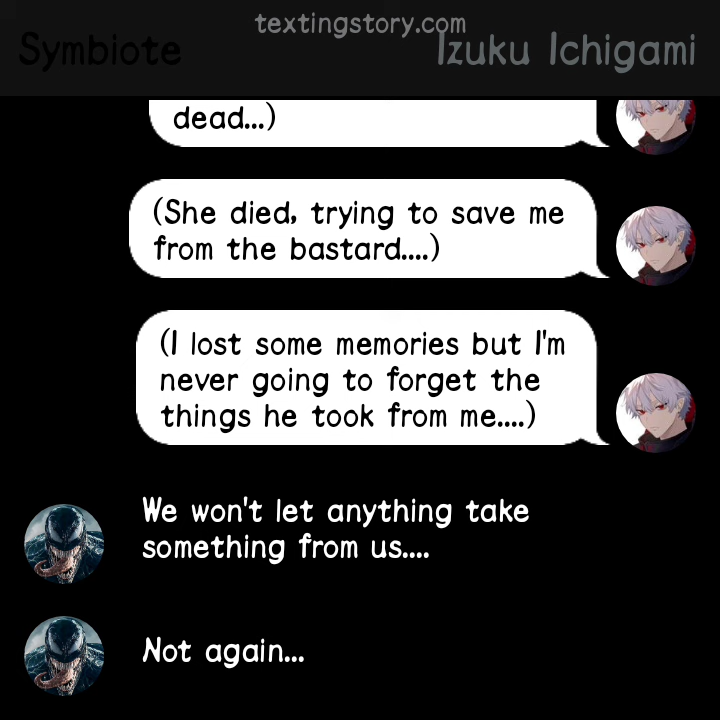 textingstory.com
Symbiote
Izuku Ichigami
dead...)
(She died, trying to save me
from the bastard....)
(I lost some memories but I'm
never going to forget the
things he took from me....)
We won't let anything take
something from us....
Not again...